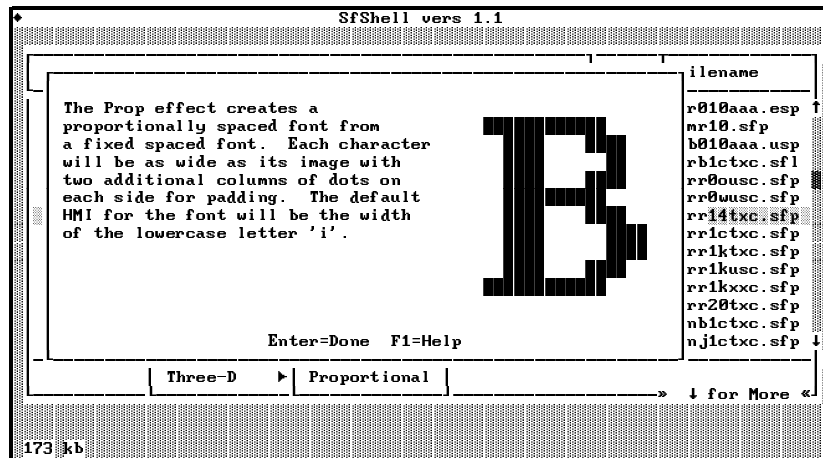 SfShell vers 1.1
ilename
The Prop effect creates a
proportionally spaced font from
a fixed spaced font.  Each character
will be as wide as its image with
two additional columns of dots on
each side for padding.  The default
HMI for the font will be the width
of the lowercase letter 'i'.
B
Enter=Done  F1=Help
r010aaa.esp
mr10.sfp
b010aaa.usp
rb1ctxc.sfl
rr0ousc.sfp
rr0wusc.sfp
rr14txc.sfp
rr1ctxc.sfp
rr1ktxc.sfp
rr1kusc.sfp
rr1kxxc.sfp
rr20txc.sfp
nb1ctxc.sfp
nj1ctxc.sfp
Three-D ► Proportional
» ↓ for More «
173 kb